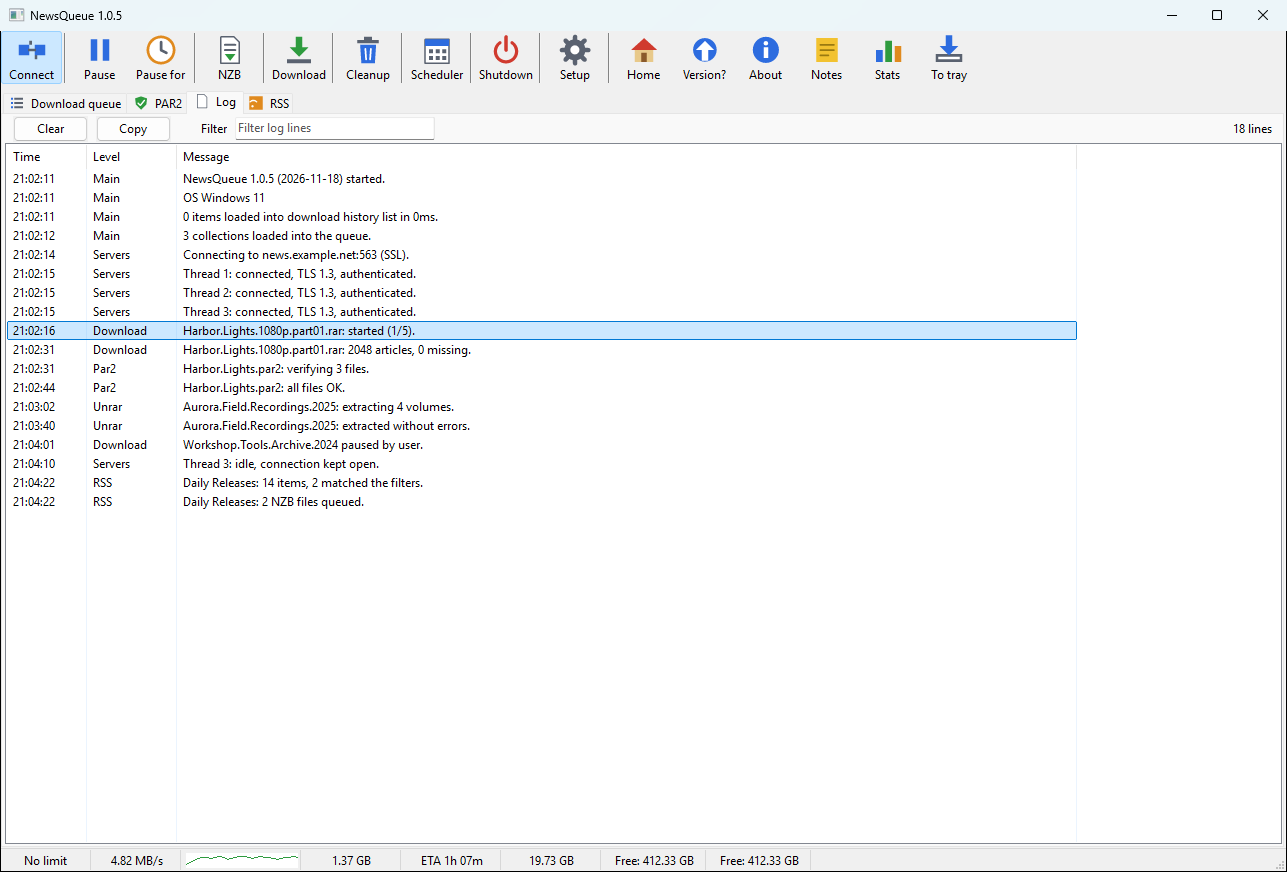 NewsQueue 1.0.5
Connect Pause Pause for NZB Download Cleanup Scheduler Shutdown Setup Home Version? About Notes Stats To tray
Download queue PAR2 Log RSS
Clear Copy Filter Filter log lines 18 lines
Time Level Message
21:02:11 Main NewsQueue 1.0.5 (2026-11-18) started.
21:02:11 Main OS Windows 11
21:02:11 Main 0 items loaded into download history list in 0ms.
21:02:12 Main 3 collections loaded into the queue.
21:02:14 Servers Connecting to news.example.net:563 (SSL).
21:02:15 Servers Thread 1: connected, TLS 1.3, authenticated.
21:02:15 Servers Thread 2: connected, TLS 1.3, authenticated.
21:02:15 Servers Thread 3: connected, TLS 1.3, authenticated.
21:02:16 Download Harbor.Lights.1080p.part01.rar: started (1/5).
21:02:31 Download Harbor.Lights.1080p.part01.rar: 2048 articles, 0 missing.
21:02:31 Par2 Harbor.Lights.par2: verifying 3 files.
21:02:44 Par2 Harbor.Lights.par2: all files OK.
21:03:02 Unrar Aurora.Field.Recordings.2025: extracting 4 volumes.
21:03:40 Unrar Aurora.Field.Recordings.2025: extracted without errors.
21:04:01 Download Workshop.Tools.Archive.2024 paused by user.
21:04:10 Servers Thread 3: idle, connection kept open.
21:04:22 RSS Daily Releases: 14 items, 2 matched the filters.
21:04:22 RSS Daily Releases: 2 NZB files queued.
No limit 4.82 MB/s 1.37 GB ETA 1h 07m 19.73 GB Free: 412.33 GB Free: 412.33 GB